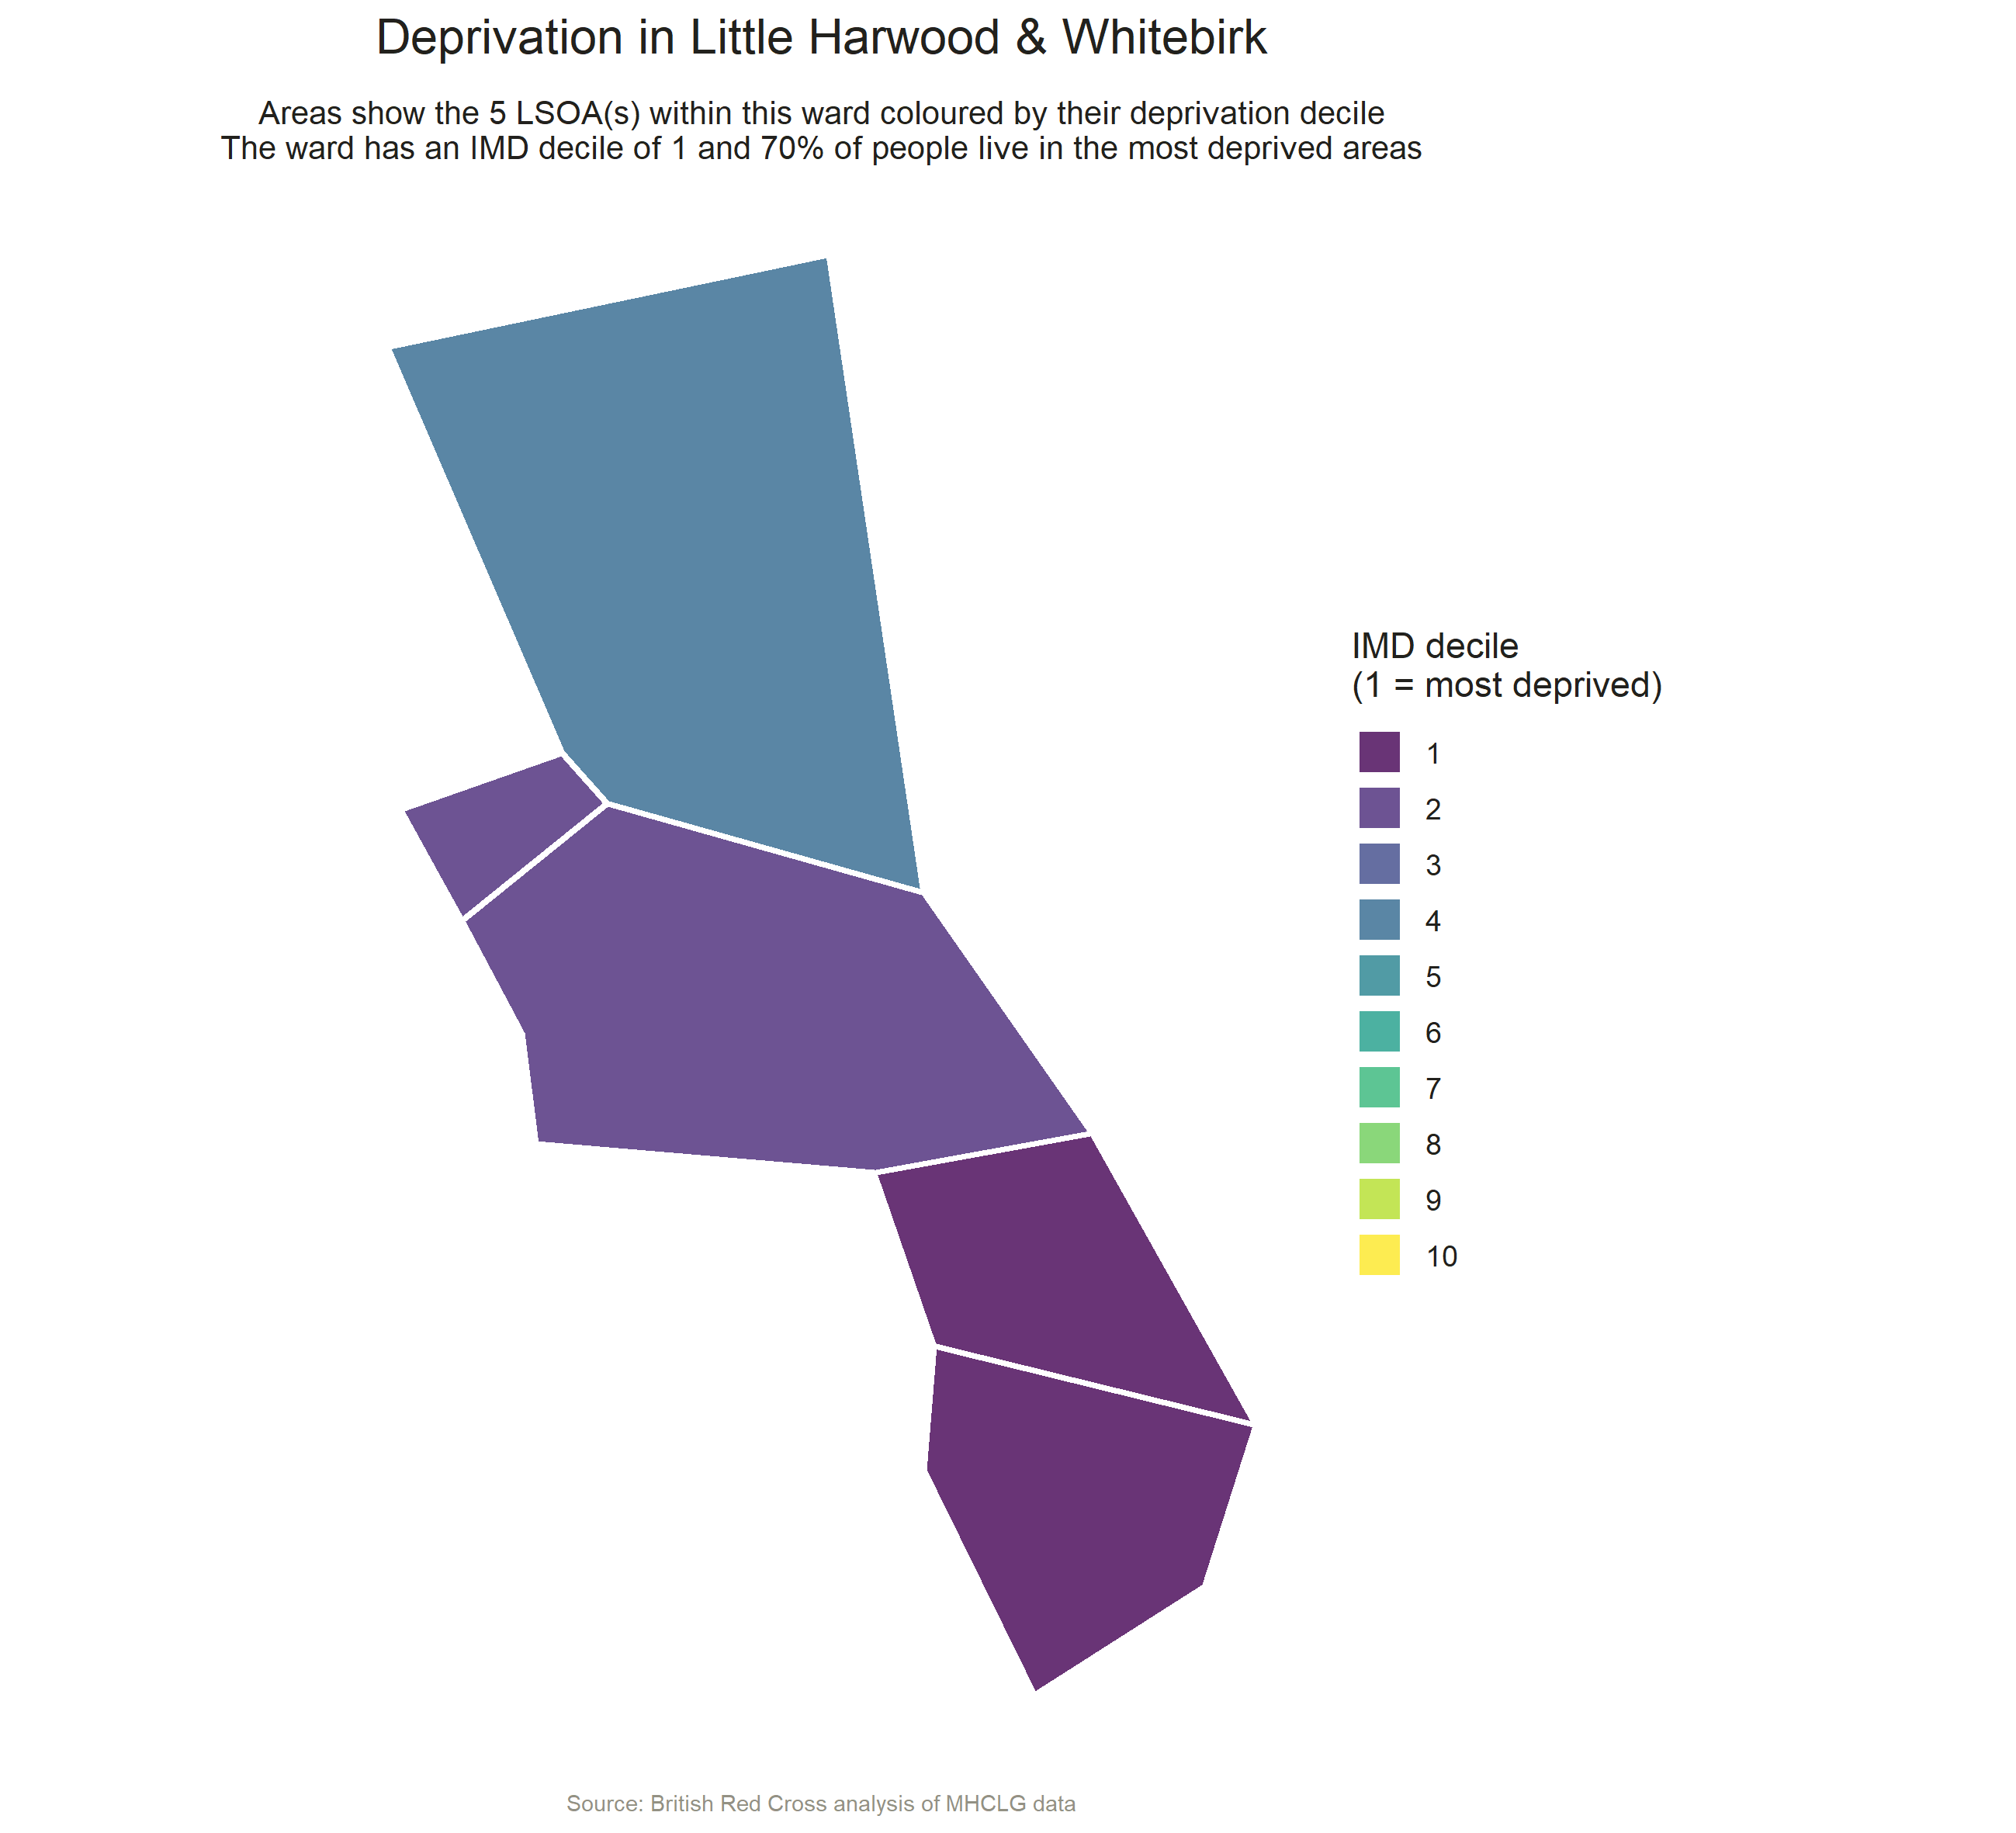 Deprivation in Little Harwood & Whitebirk
Areas show the 5 LSOA(s) within this ward coloured by their deprivation decile
The ward has an IMD decile of 1 and 70% of people live in the most deprived areas
IMD decile
(1 = most deprived)
1
2
3
4
5
6
7
8
9
10
Source: British Red Cross analysis of MHCLG data